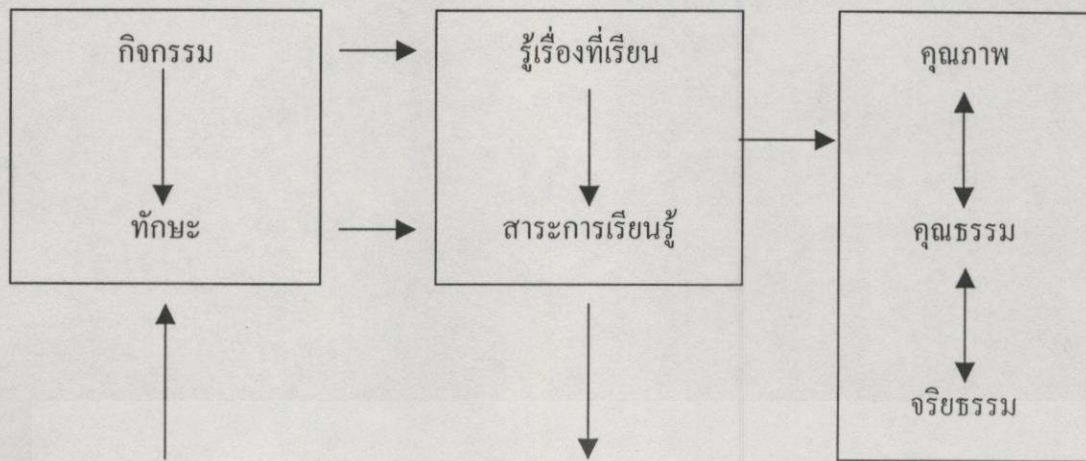 กิจกรรม
ทักษะ
รู้เรื่องที่เรียน
สาระการเรียนรู้
คุณภาพ
คุณธรรม
จริยธรรม